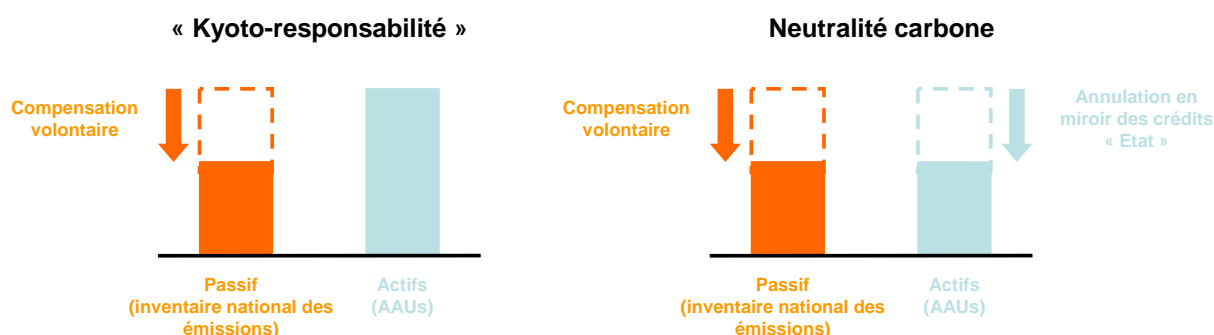 « Kyoto-responsabilité »
Compensation
volontaire
Passif
(inventaire national des
émissions)
Actifs
(AAUs)
Neutralité carbone
Compensation
volontaire
Annulation en
miroir des crédits
« Etat »
Passif
(inventaire national des
émissions)
Actifs
(AAUs)